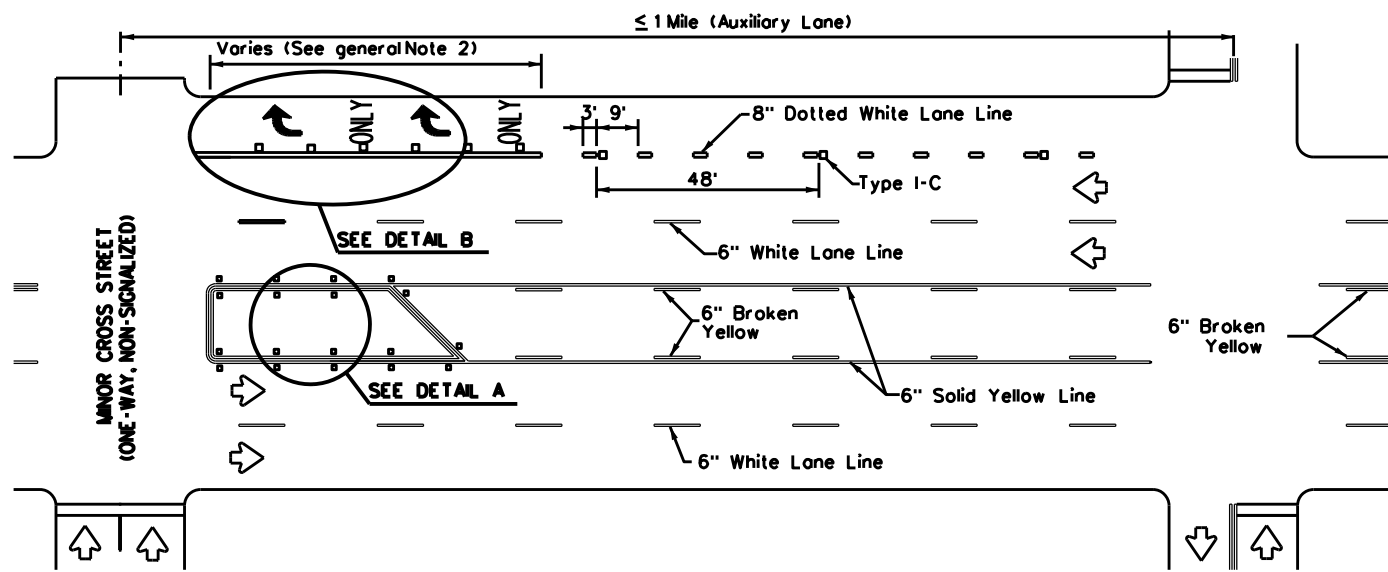 ≤ 1 Mile (Auxiliary Lane)
Varies (See general Note 2)
ONLY
ONLY
3' 9'
8" Dotted White Lane Line
48'
Type I-C
SEE DETAIL B
6" White Lane Line
MINOR CROSS STREET
(ONE-WAY, NON-SIGNALIZED)
6" Broken
Yellow
6" Broken
Yellow
SEE DETAIL A
6" Solid Yellow Line
6" White Lane Line